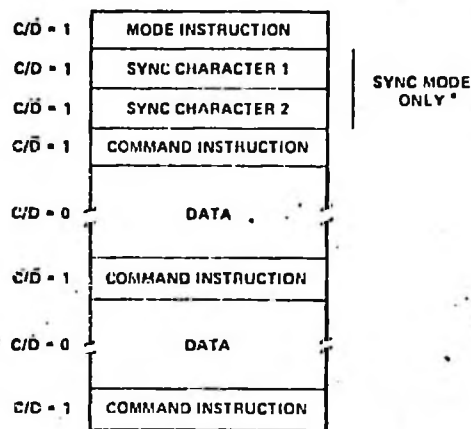 C/D̄ = 1 MODE INSTRUCTION
C/D̄ = 1 SYNC CHARACTER 1
SYNC MODE
ONLY*
C/D̄ = 1 SYNC CHARACTER 2
C/D̄ = 1 COMMAND INSTRUCTION
C/D̄ = 0 DATA
C/D̄ = 1 COMMAND INSTRUCTION
C/D̄ = 0 DATA
C/D̄ = 1 COMMAND INSTRUCTION